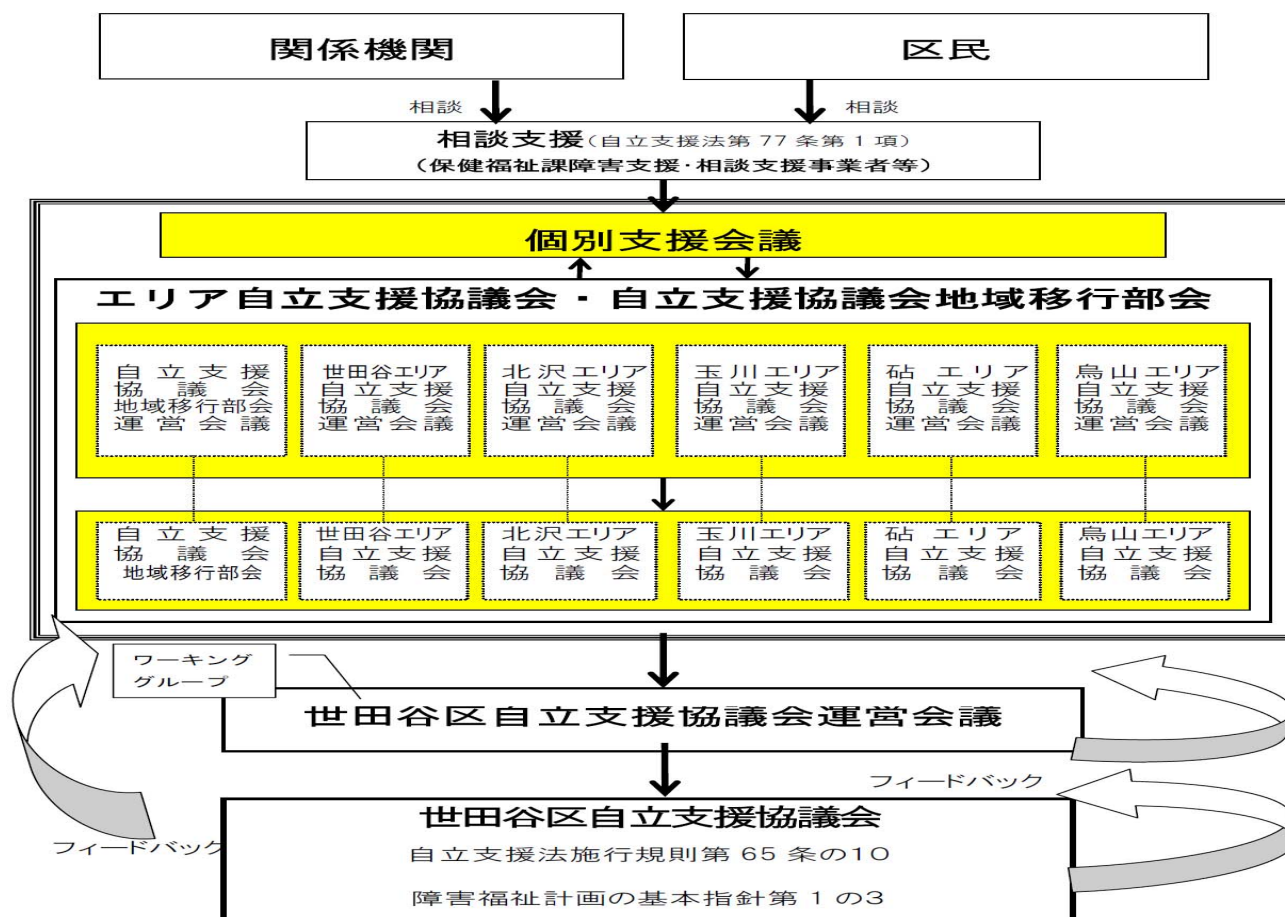 関係機関
区民
相談
相談
相談支援(自立支援法第77条第1項)
(保健福祉課障害支援・相談支援事業者等)
個別支援会議
エリア自立支援協議会・自立支援協議会地域移行部会
自立支援
協議会
地域移行部会
運営会議
世田谷エリア
自立支援
協議会
運営会議
北沢エリア
自立支援
協議会
運営会議
玉川エリア
自立支援
協議会
運営会議
砧エリア
自立支援
協議会
運営会議
烏山エリア
自立支援
協議会
運営会議
自立支援
協議会
地域移行部会
世田谷エリア
自立支援
協議会
北沢エリア
自立支援
協議会
玉川エリア
自立支援
協議会
砧エリア
自立支援
協議会
烏山エリア
自立支援
協議会
ワーキング
グループ
世田谷区自立支援協議会運営会議
フィードバック
世田谷区自立支援協議会
フィードバック
自立支援法施行規則第65条の10
障害福祉計画の基本指針第1の3